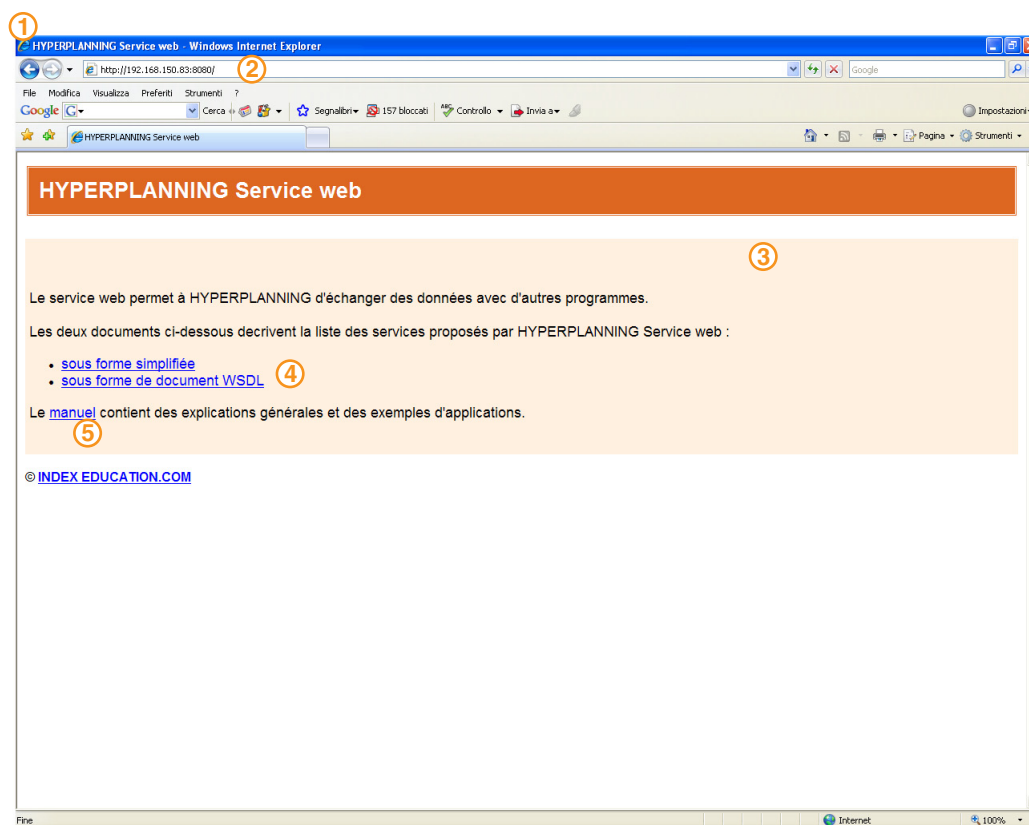 ①
HYPERPLANNING Service web - Windows Internet Explorer
http://192.168.150.83:8080/ ② Google
File Modifica Visualizza Preferiti Strumenti ?
Google G Cerca Segnalibri 157 bloccati ABC Controllo Invia a Impostazioni
HYPERPLANNING Service web Pagina Strumenti
HYPERPLANNING Service web
③
Le service web permet à HYPERPLANNING d'échanger des données avec d'autres programmes.
Les deux documents ci-dessous decrivent la liste des services proposés par HYPERPLANNING Service web :
• sous forme simplifiée
• sous forme de document WSDL ④
Le manuel contient des explications générales et des exemples d'applications.
⑤
© INDEX EDUCATION.COM
Fine Internet 100%